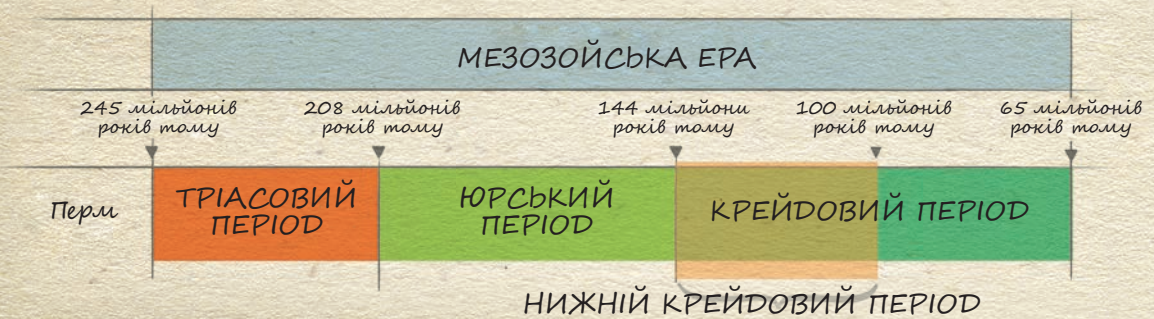 МЕЗОЗОЙСЬКА ЕРА
245 мільйонів
років тому
208 мільйонів
років тому
144 мільйони
років тому
100 мільйонів
років тому
65 мільйонів
років тому
Перм
ТРІАСОВИЙ
ПЕРІОД
ЮРСЬКИЙ
ПЕРІОД
КРЕЙДОВИЙ ПЕРІОД
НИЖНІЙ КРЕЙДОВИЙ ПЕРІОД